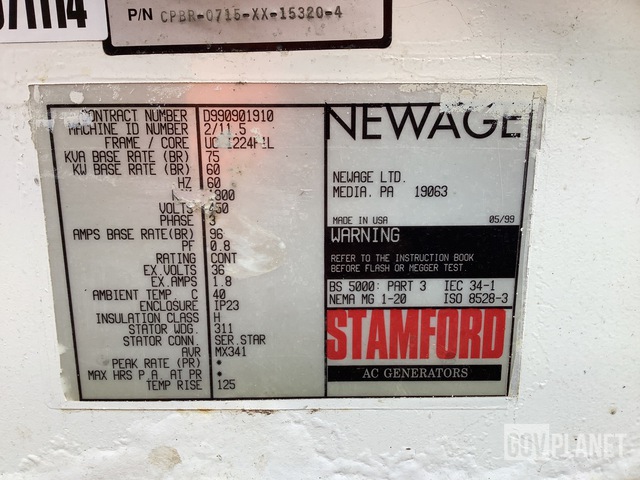 P/N CPBR-0715-XX-15320-4
CONTRACT NUMBER D990901910
MACHINE ID NUMBER 2/11.5
FRAME / CORE
KVA BASE RATE (BR) 75
KW BASE RATE (BR) 60
HZ 60
VOLTS
PHASE 3
AMPS BASE RATE(BR) 96
PF 0.8
RATING CONT
EX.VOLTS 36
EX.AMPS 1.8
AMBIENT TEMP C 40
ENCLOSURE IP23
INSULATION CLASS H
STATOR WDG. 311
STATOR CONN. SER.STAR
AVR MX341
PEAK RATE (PR) *
MAX HRS P.A. AT PR *
TEMP RISE 125
NEWAGE
NEWAGE LTD.
MEDIA. PA 19063
MADE IN USA 05/99
WARNING
REFER TO THE INSTRUCTION BOOK
BEFORE FLASH OR MEGGER TEST.
BS 5000: PART 3 IEC 34-1
NEMA MG 1-20 ISO 8528-3
STAMFORD
AC GENERATORS
GOVPLANET